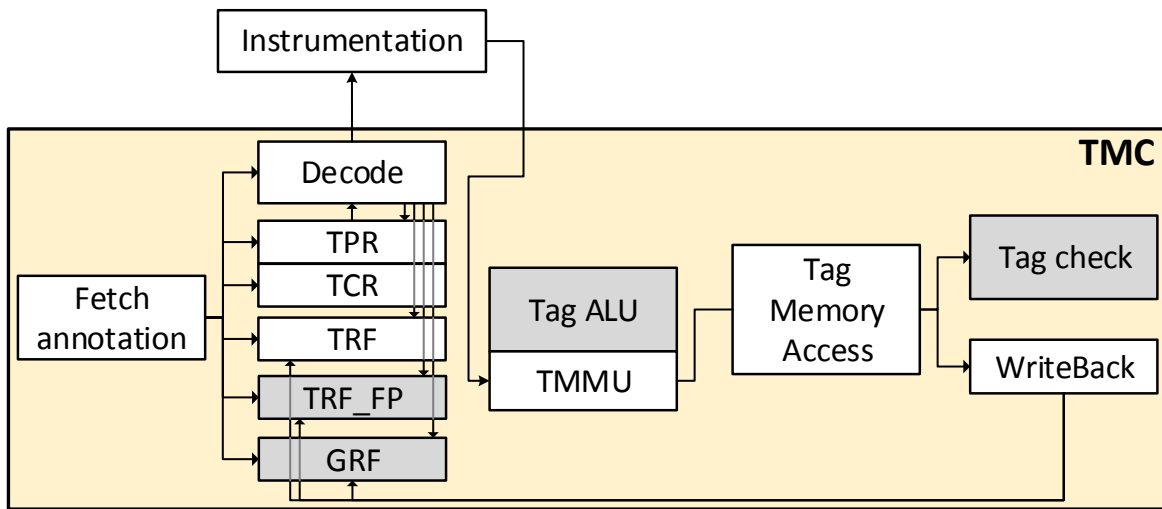 Instrumentation
TMC
Decode
TPR
TCR
TRF
TRF_FP
GRF
Fetch
annotation
Tag ALU
TMMU
Tag
Memory
Access
Tag check
WriteBack